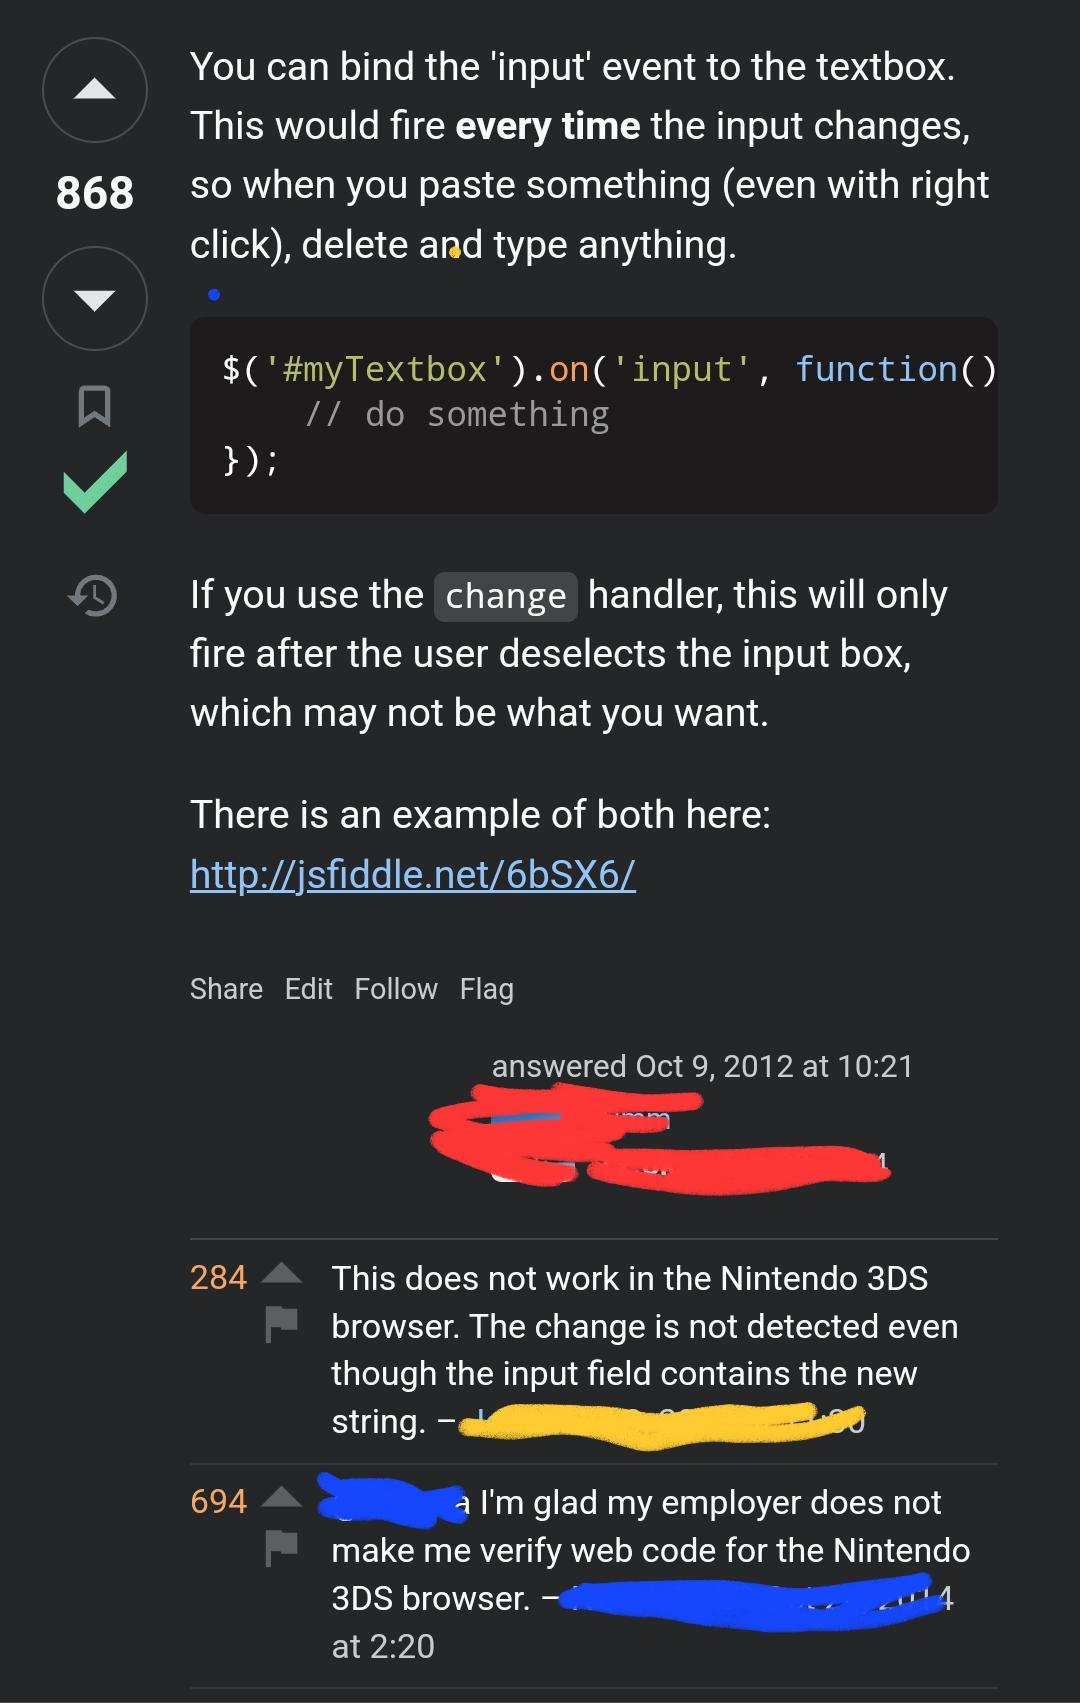 You can bind the 'input' event to the textbox.
This would fire every time the input changes,
868
so when you paste something (even with right
click), delete and type anything.
$('#myTextbox').on('input', function()
// do something
});
If you use the change handler, this will only
fire after the user deselects the input box,
which may not be what you want.
There is an example of both here:
http://jsfiddle.net/6bSX6/
Share Edit Follow Flag
answered Oct 9, 2012 at 10:21
284
This does not work in the Nintendo 3DS
browser. The change is not detected even
though the input field contains the new
string. –
694
I'm glad my employer does not
make me verify web code for the Nintendo
3DS browser. –
at 2:20